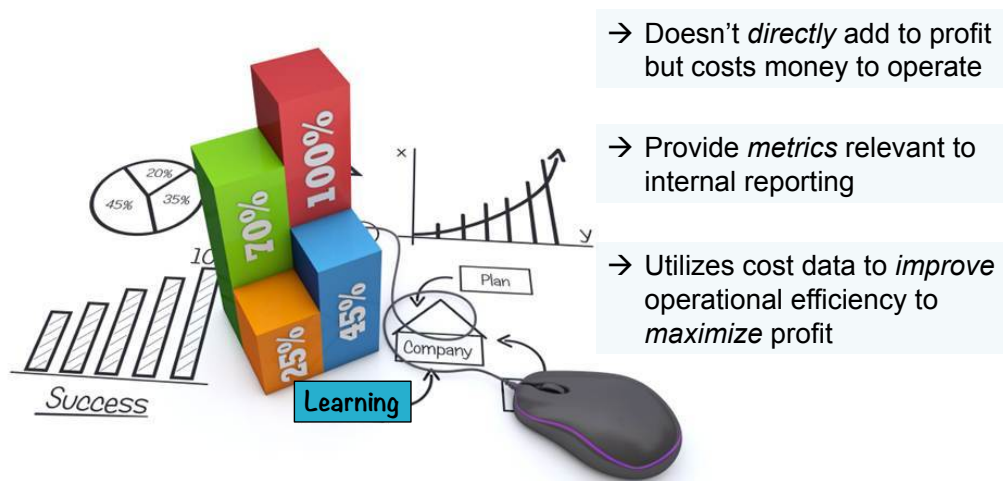 → Doesn’t directly add to profit
but costs money to operate
→ Provide metrics relevant to
internal reporting
→ Utilizes cost data to improve
operational efficiency to
maximize profit
100%
70%
45%
25%
20%
45%
35%
x
y
10
Plan
Company
Learning
Success